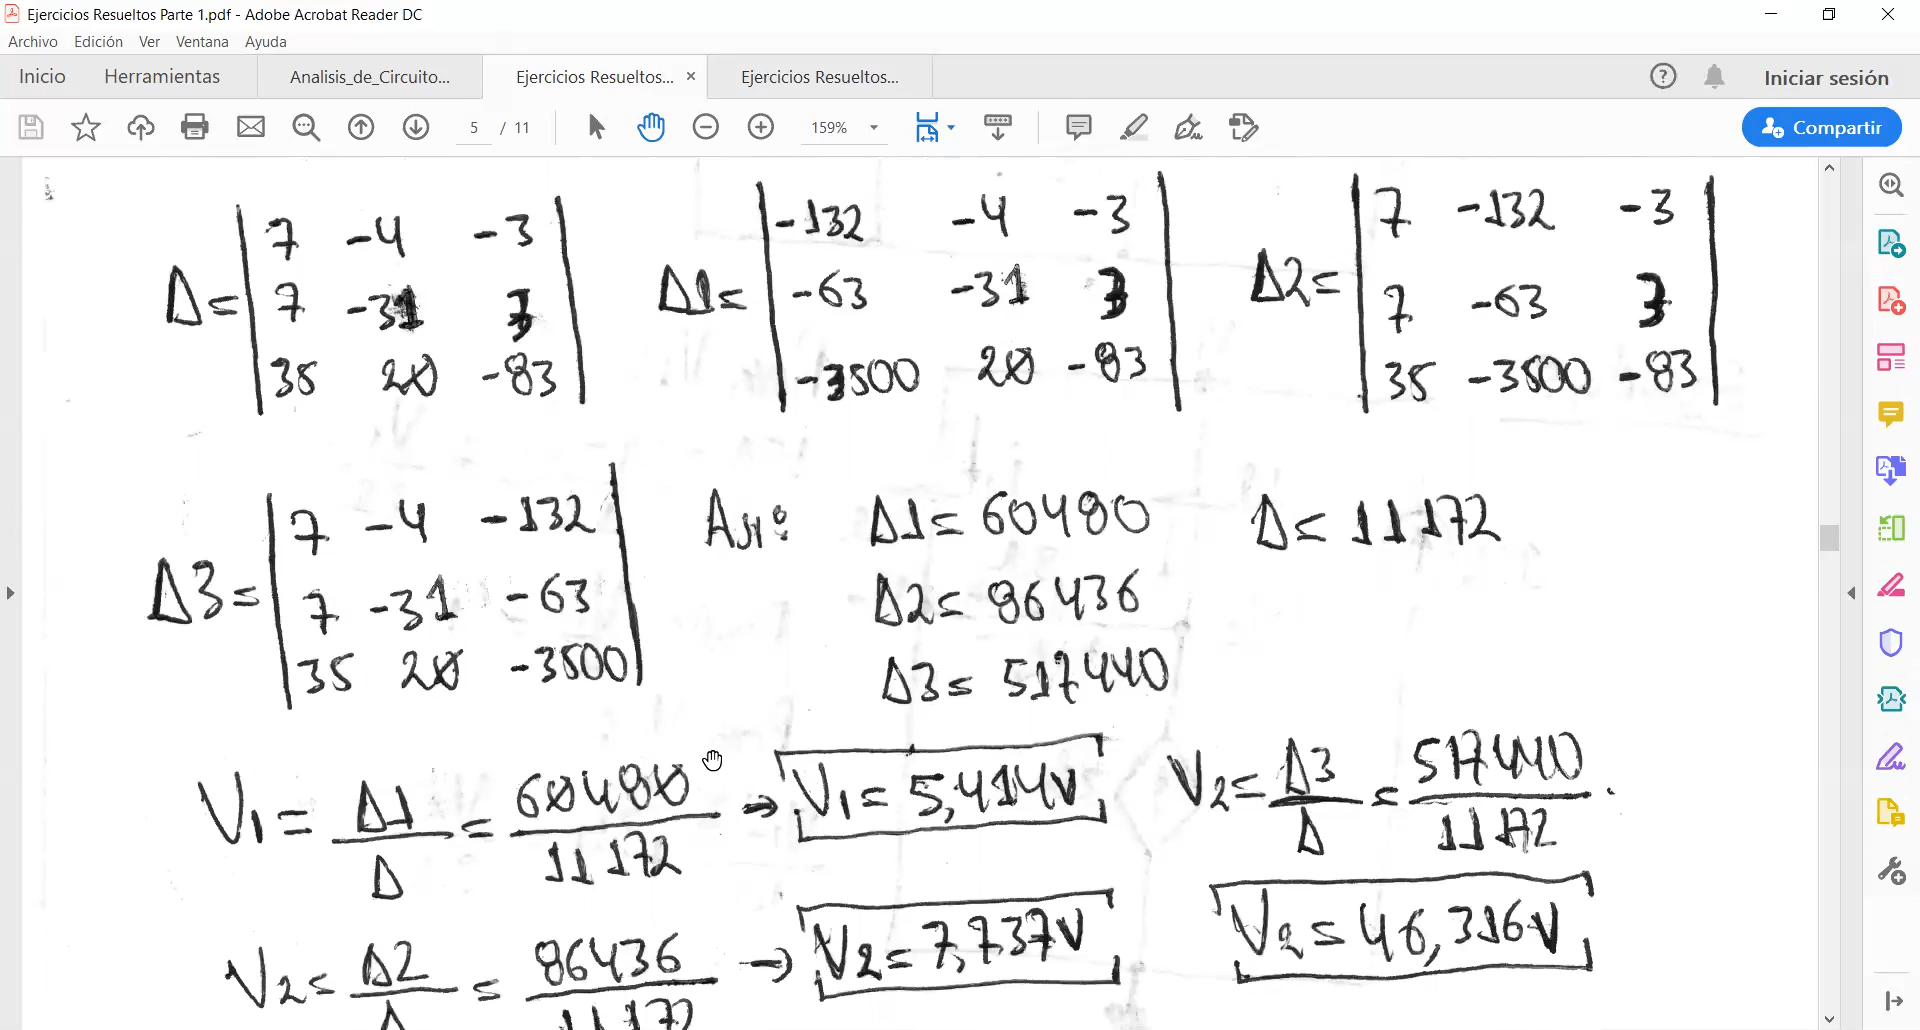 Ejercicios Resueltos Parte 1.pdf - Adobe Acrobat Reader DC
Archivo Edición Ver Ventana Ayuda
Inicio Herramientas Analisis_de_Circuito... Ejercicios Resueltos... × Ejercicios Resueltos... Iniciar sesión
5 / 11 159% Compartir
Δ= | 7 -4 -3 | Δ1= | -132 -4 -3 | Δ2= | 7 -132 -3 |
| 7 -31 3 | | -63 -31 3 | | 7 -63 3 |
| 35 20 -83 | | -3500 20 -83 | | 35 -3500 -83 |
Δ3= | 7 -4 -132 | Δ1= 60480 Δ= 11172
| 7 -31 -63 | Δ2= 86436
| 35 20 -3500 | Δ3= 517440
V1 = Δ1/Δ = 60480/11172 → V1= 5,414V V2= Δ3/Δ = 517440/11172
V2= Δ2/Δ = 86436/11172 → V2= 7,737V V2= 46,316V